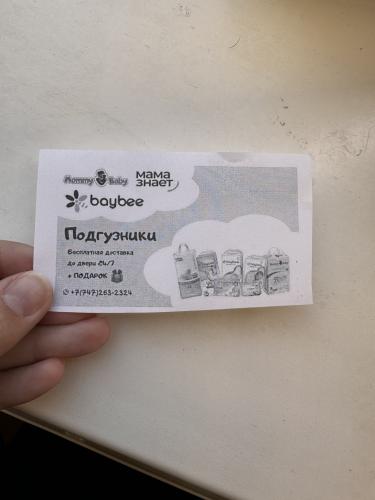 Mommy Baby
МАМА
ЗНАЕТ
baybee
Подгузники
бесплатная доставка
до двери 24/7
+ ПОДАРОК
+7(747)263-2324